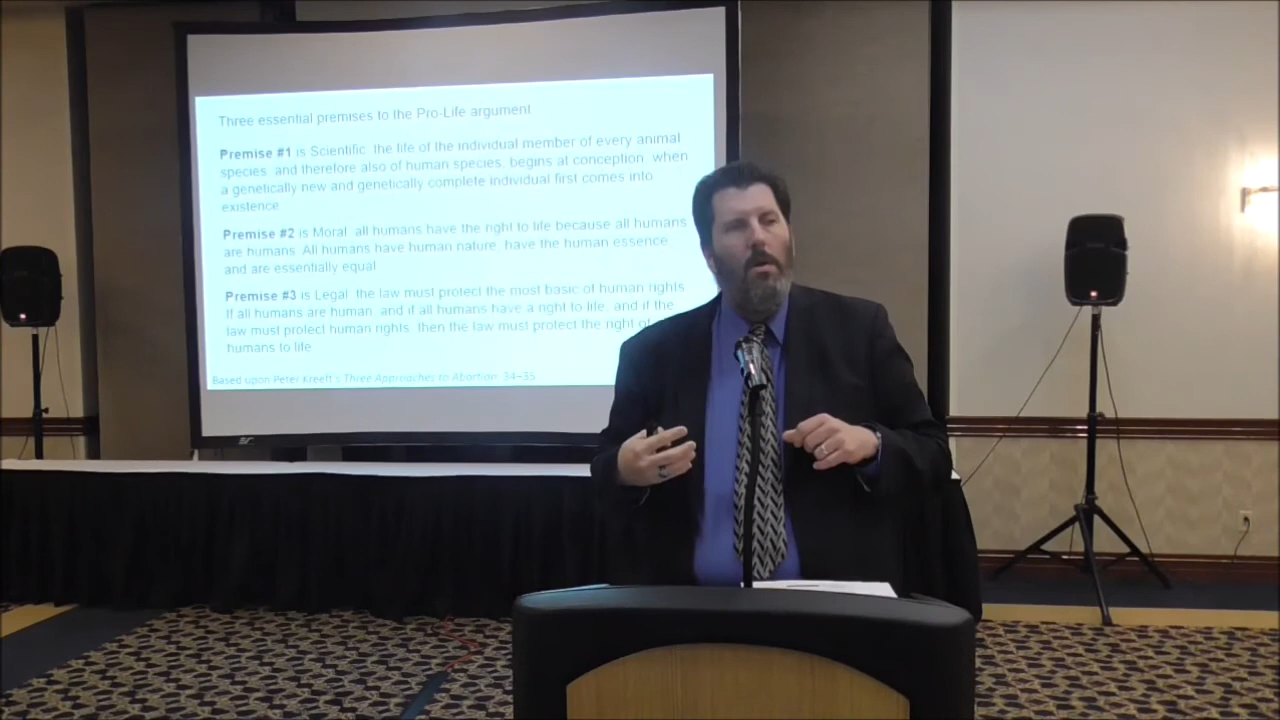 Three essential premises to the Pro-Life argument
Premise #1 is Scientific: the life of the individual member of every animal
species, and therefore also of human species, begins at conception, when
a genetically new and genetically complete individual first comes into
existence.
Premise #2 is Moral: all humans have the right to life because all humans
are humans. All humans have human nature, have the human essence,
and are essentially equal.
Premise #3 is Legal: the law must protect the most basic of human rights.
If all humans are human, and if all humans have a right to life, and if the
law must protect human rights, then the law must protect the right of
humans to life.
Based upon Peter Kreeft's Three Approaches to Abortion, 34–35.